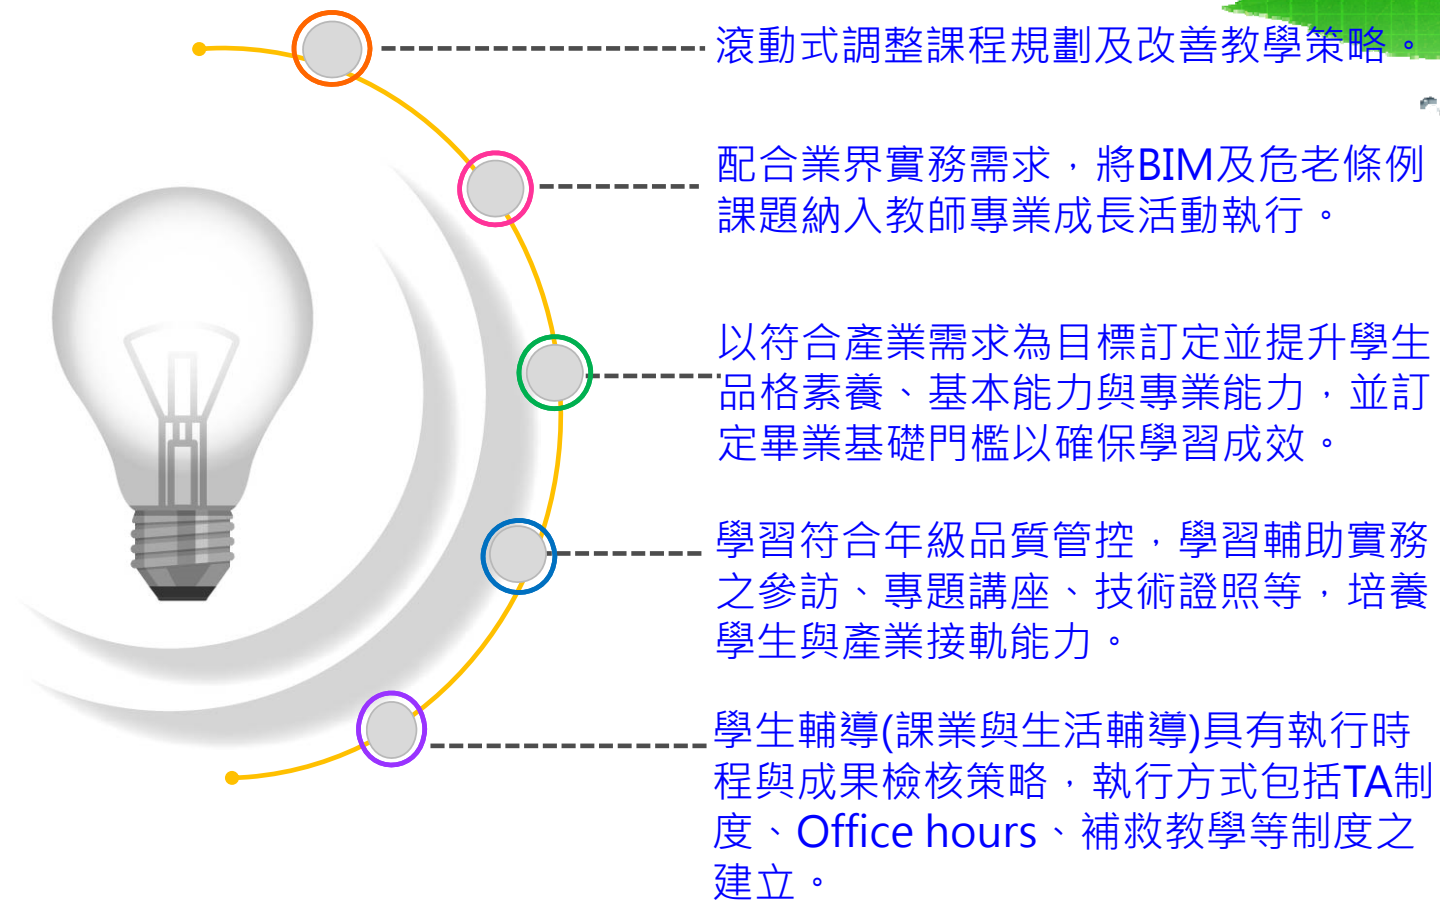 滾動式調整課程規劃及改善教學策略。
配合業界實務需求，將BIM及危老條例
課題納入教師專業成長活動執行。
以符合產業需求為目標訂定並提升學生
品格素養、基本能力與專業能力，並訂
定畢業基礎門檻以確保學習成效。
學習符合年級品質管控，學習輔助實務
之參訪、專題講座、技術證照等，培養
學生與產業接軌能力。
學生輔導(課業與生活輔導)具有執行時
程與成果檢核策略，執行方式包括TA制
度、Office hours、補救教學等制度之
建立。